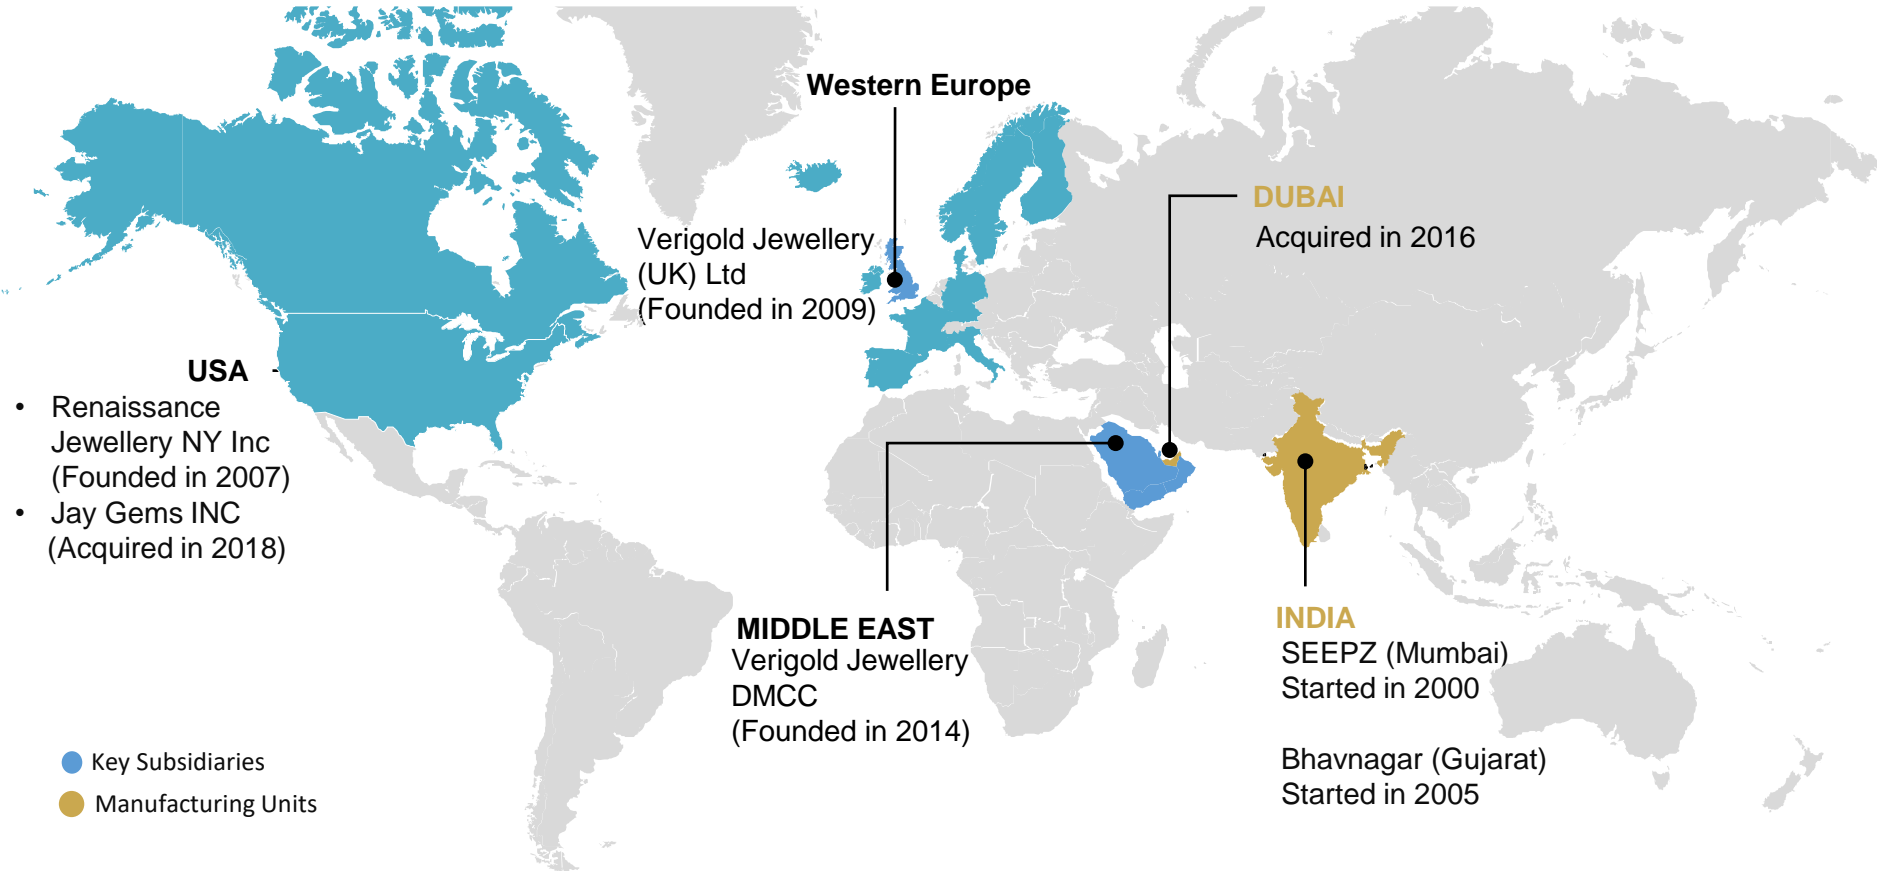 Western Europe
Verigold Jewellery
(UK) Ltd
(Founded in 2009)
DUBAI
Acquired in 2016
USA
• Renaissance
Jewellery NY Inc
(Founded in 2007)
• Jay Gems INC
(Acquired in 2018)
MIDDLE EAST
Verigold Jewellery
DMCC
(Founded in 2014)
INDIA
SEEPZ (Mumbai)
Started in 2000
Bhavnagar (Gujarat)
Started in 2005
Key Subsidiaries
Manufacturing Units